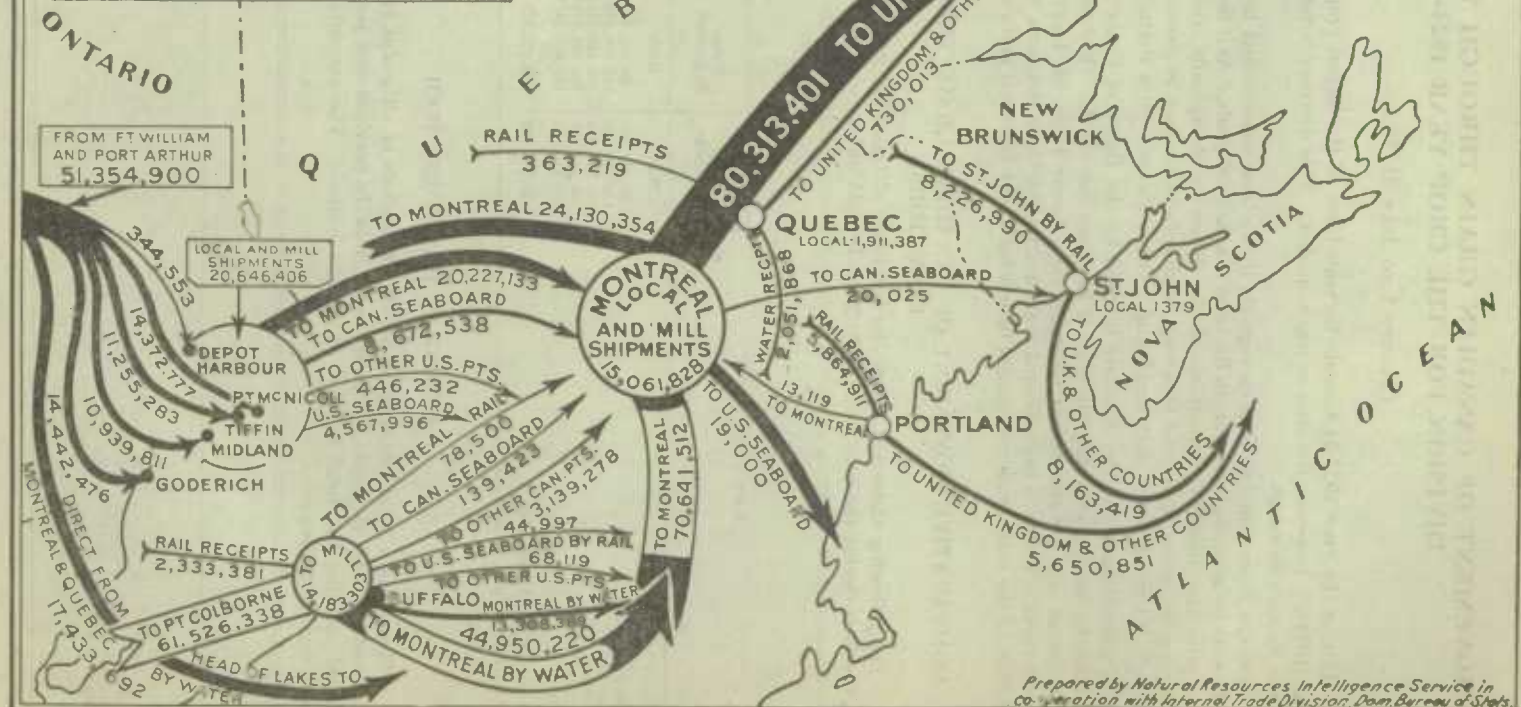 B
ONTARIO
E
U
Q
TO UN
80,313,401
TO UNITED KINGDOM & OTH
730,013
FROM FT. WILLIAM
AND PORT ARTHUR
51,354,900
RAIL RECEIPTS
363,219
NEW
BRUNSWICK
TO ST. JOHN BY RAIL
8,226,990
TO MONTREAL 24,130,354
QUEBEC
LOCAL 1,911,387
WATER RECPTS
2,051,868
LOCAL AND MILL
SHIPMENTS
20,646,406
344,553
14,372,777
11,255,283
10,939,811
14,442,476
TO MONTREAL 20,227,133
TO CAN. SEABOARD
8,672,538
MONTREAL
LOCAL
AND MILL
SHIPMENTS
15,061,828
TO CAN. SEABOARD
20,025
ST. JOHN
LOCAL 1379
NOVA SCOTIA
DEPOT
HARBOUR
PT MCNICOLL
TIFFIN
MIDLAND
GODERICH
TO OTHER U.S. PTS.
446,232
U.S. SEABOARD
4,567,996
RAIL RECEIPTS
5,864,911
13,119
TO MONTREAL
PORTLAND
TO U.S. SEABOARD
19,000
TO U.K. & OTHER COUNTRIES
8,163,419
TO UNITED KINGDOM & OTHER COUNTRIES
5,650,851
ATLANTIC OCEAN
TO MONTREAL RAIL
78,500
TO CAN. SEABOARD
139,423
TO OTHER CAN. PTS.
3,139,278
44,997
TO U.S. SEABOARD BY RAIL
68,119
TO OTHER U.S. PTS.
BUFFALO MONTREAL BY WATER
44,950,220
TO MONTREAL BY WATER
TO MONTREAL
70,641,512
RAIL RECEIPTS
2,333,381
TO MILL
14,183,303
TO PT COLBORNE
61,526,338
DIRECT FROM
MONTREAL & QUEBEC
17,433,692
HEAD OF LAKES TO
BY WATER
Prepared by Natural Resources Intelligence Service in
co-operation with Internal Trade Division, Dom. Bureau of Stats.